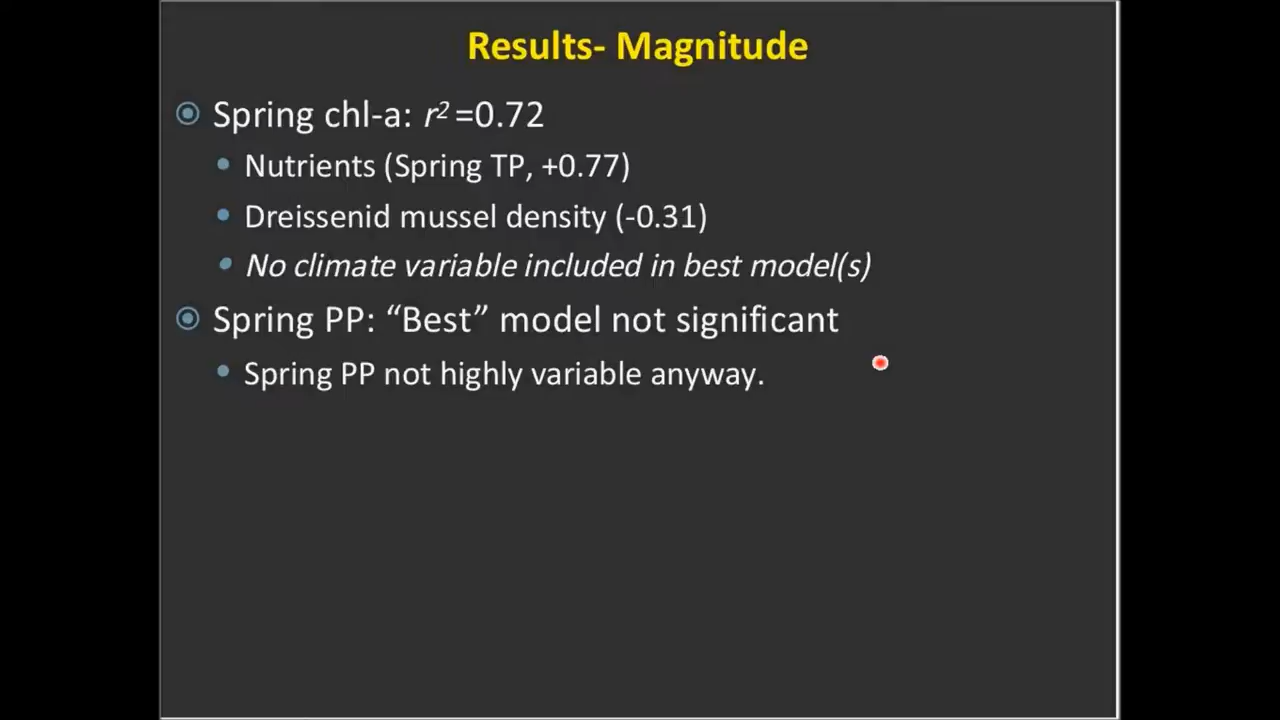 Results- Magnitude
Spring chl-a: r² =0.72
Nutrients (Spring TP, +0.77)
Dreissenid mussel density (-0.31)
No climate variable included in best model(s)
Spring PP: “Best” model not significant
Spring PP not highly variable anyway.